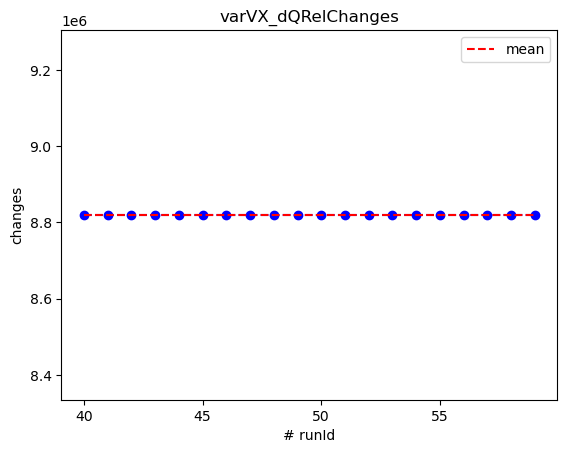 varVX_dQRelChanges
1e6
mean
9.2
9.0
8.8
8.6
8.4
changes
40 45 50 55
# runId